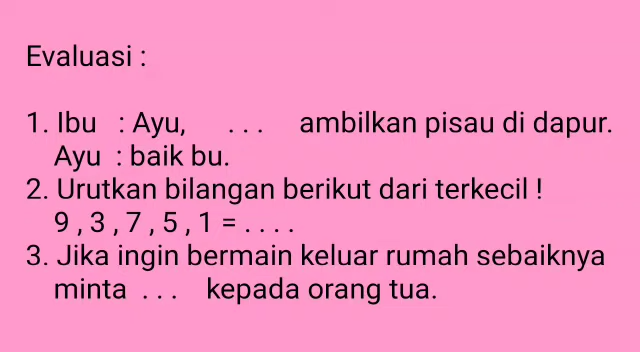 Evaluasi :
1. Ibu : Ayu, . . . ambilkan pisau di dapur.
Ayu : baik bu.
2. Urutkan bilangan berikut dari terkecil !
9 , 3 , 7 , 5 , 1 = . . . .
3. Jika ingin bermain keluar rumah sebaiknya
minta . . . kepada orang tua.